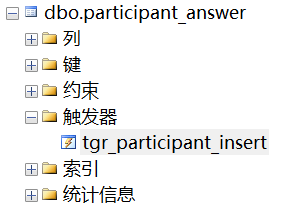 dbo.participant_answer
列
键
约束
触发器
tgr_participant_insert
索引
统计信息